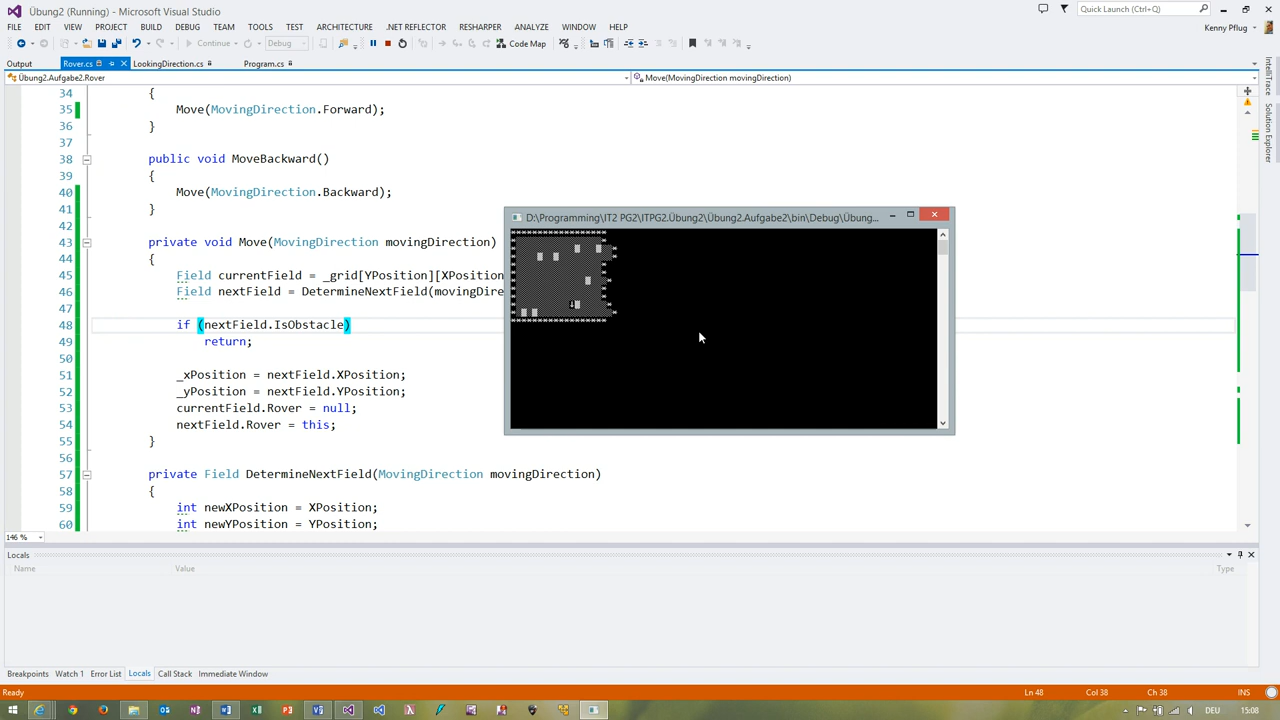 Übung2 (Running) - Microsoft Visual Studio
Quick Launch (Ctrl+Q)
FILE EDIT VIEW PROJECT BUILD DEBUG TEAM TOOLS TEST ARCHITECTURE .NET REFLECTOR RESHARPER ANALYZE WINDOW HELP
Kenny Pflug
Continue Debug Code Map
Output Rover.cs LookingDirection.cs Program.cs
Übung2.Aufgabe2.Rover Move(MovingDirection movingDirection)
34 {
35 Move(MovingDirection.Forward);
36 }
37
38 public void MoveBackward()
39 {
40 Move(MovingDirection.Backward);
41 }
42
43 private void Move(MovingDirection movingDirection)
44 {
45 Field currentField = _grid[YPosition][XPosition
46 Field nextField = DetermineNextField(movingDire
47
48 if (nextField.IsObstacle)
49 return;
50
51 _xPosition = nextField.XPosition;
52 _yPosition = nextField.YPosition;
53 currentField.Rover = null;
54 nextField.Rover = this;
55 }
56
57 private Field DetermineNextField(MovingDirection movingDirection)
58 {
59 int newXPosition = XPosition;
60 int newYPosition = YPosition;
D:\Programming\IT2 PG2\ITPG2.Übung2\Übung2.Aufgabe2\bin\Debug\Übung...
IntelliTrace
Solution Explorer
146 %
Locals
Name Value Type
Breakpoints Watch 1 Error List Locals Call Stack Immediate Window
Ready Ln 48 Col 38 Ch 38 INS
DEU 15:08